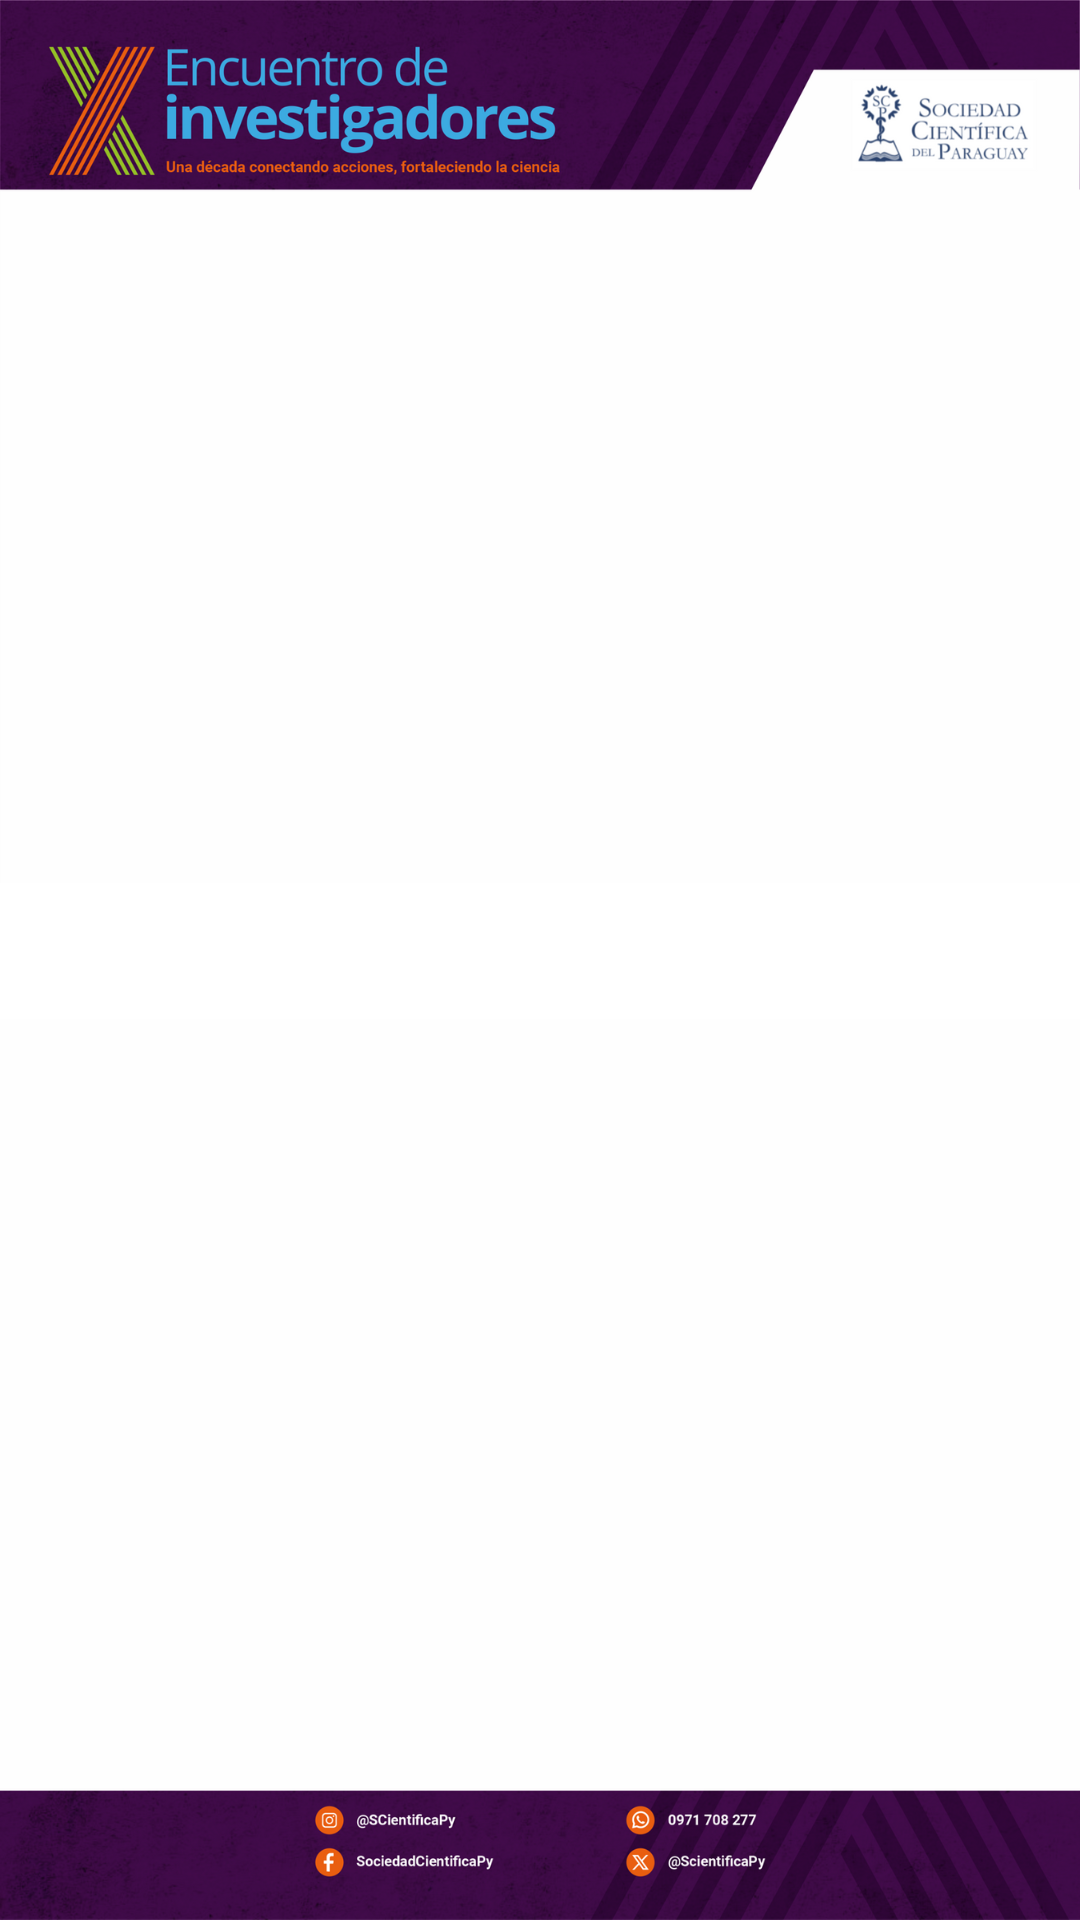 X Encuentro de
investigadores
Una década conectando acciones, fortaleciendo la ciencia
SCP
SOCIEDAD
CIENTÍFICA
DEL PARAGUAY
@SCientificaPy
0971 708 277
SociedadCientificaPy
@ScientificaPy